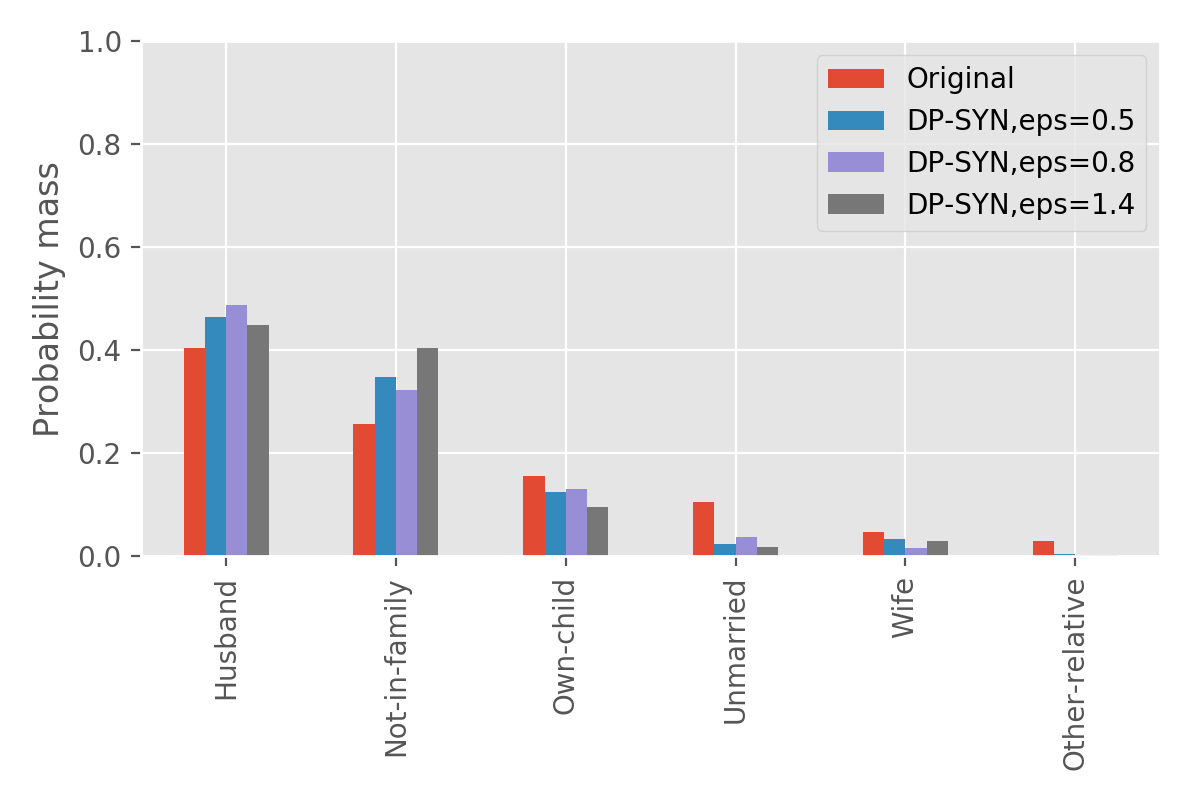 Original
DP-SYN,eps=0.5
DP-SYN,eps=0.8
DP-SYN,eps=1.4
Probability mass
1.0
0.8
0.6
0.4
0.2
0.0
Husband
Not-in-family
Own-child
Unmarried
Wife
Other-relative